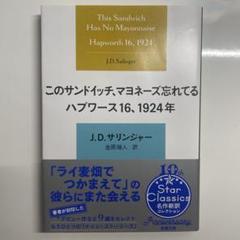 This Sandwich
Has No Mayonnaise
Hapworth 16, 1924
J.D. Salinger
このサンドイッチ、マヨネーズ忘れてる
ハプワース16、1924年
J.D.サリンジャー
金原瑞人 訳
「ライ麦畑で
つかまえて」の
彼らにまた会える
Star
Classics
名作新訳
コレクション